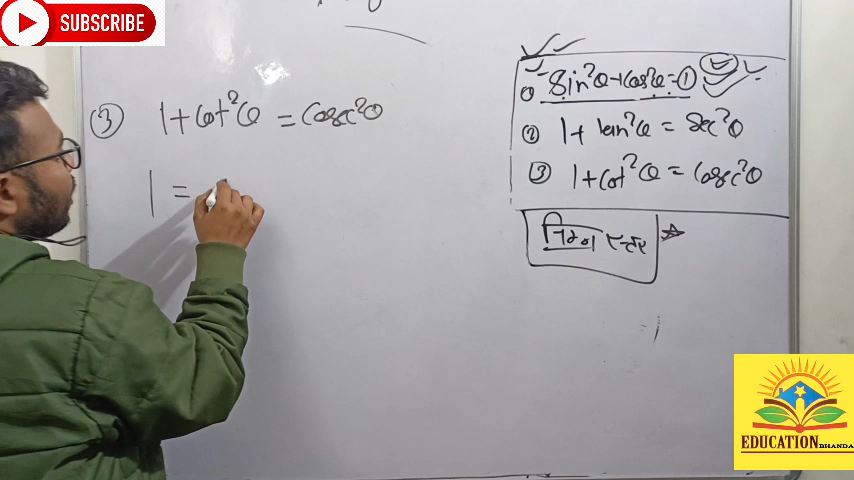 SUBSCRIBE
① Sin²θ + Cos²θ = 1
② 1 + tan²θ = Sec²θ
③ 1 + Cot²θ = Cosec²θ
③ 1 + Cot²θ = Cosec²θ
1 =
EDUCATION BHANDA